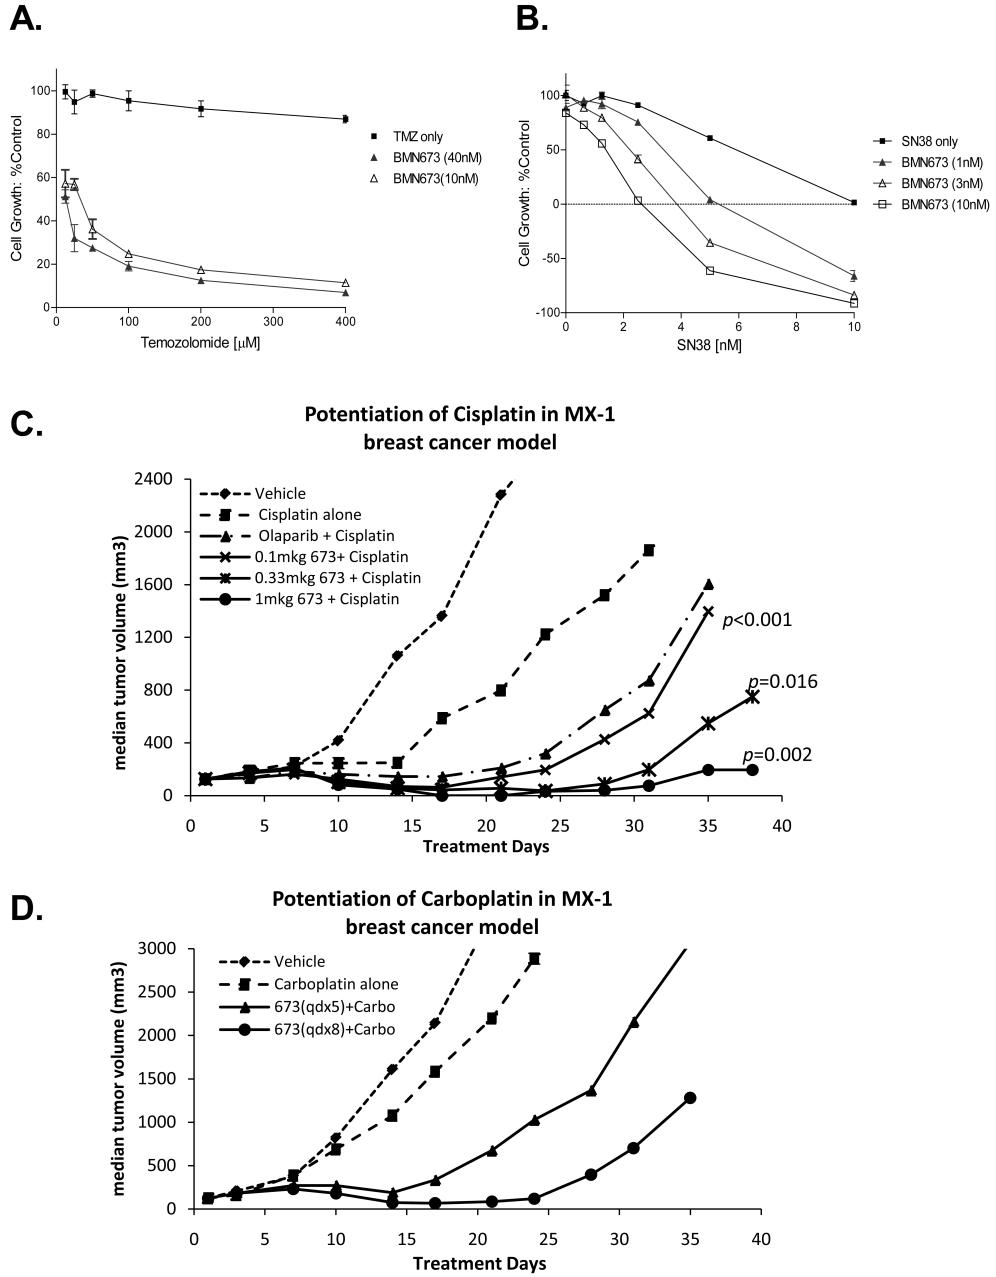 A.
100
80
60
40
20
0
Cell Growth: %Control
0 100 200 300 400
Temozolomide [µM]
TMZ only
BMN673 (40nM)
BMN673(10nM)
B.
100
50
0
-50
-100
Cell Growth: %Control
0 2 4 6 8 10
SN38 [nM]
SN38 only
BMN673 (1nM)
BMN673 (3nM)
BMN673 (10nM)
C.
Potentiation of Cisplatin in MX-1
breast cancer model
2400
2000
1600
1200
800
400
0
median tumor volume (mm3)
Vehicle
Cisplatin alone
Olaparib + Cisplatin
0.1mkg 673+ Cisplatin
0.33mkg 673 + Cisplatin
1mkg 673 + Cisplatin
p<0.001
p=0.016
p=0.002
0 5 10 15 20 25 30 35 40
Treatment Days
D.
Potentiation of Carboplatin in MX-1
breast cancer model
3000
2500
2000
1500
1000
500
0
median tumor volume (mm3)
Vehicle
Carboplatin alone
673(qdx5)+Carbo
673(qdx8)+Carbo
0 5 10 15 20 25 30 35 40
Treatment Days